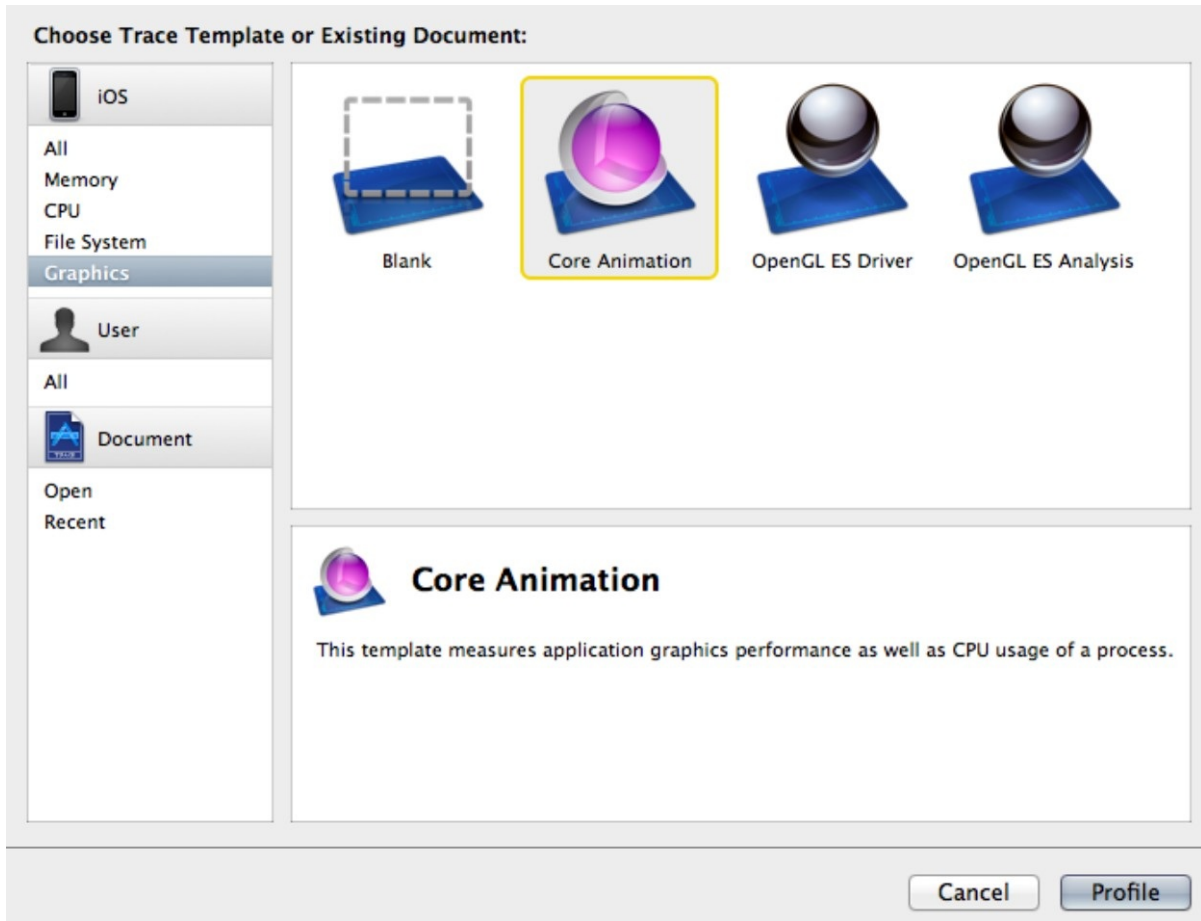 Choose Trace Template or Existing Document:
iOS
All
Memory
CPU
File System
Graphics
User
All
TRACE
Document
Open
Recent
Blank
Core Animation
OpenGL ES Driver
OpenGL ES Analysis
Core Animation
This template measures application graphics performance as well as CPU usage of a process.
Cancel
Profile